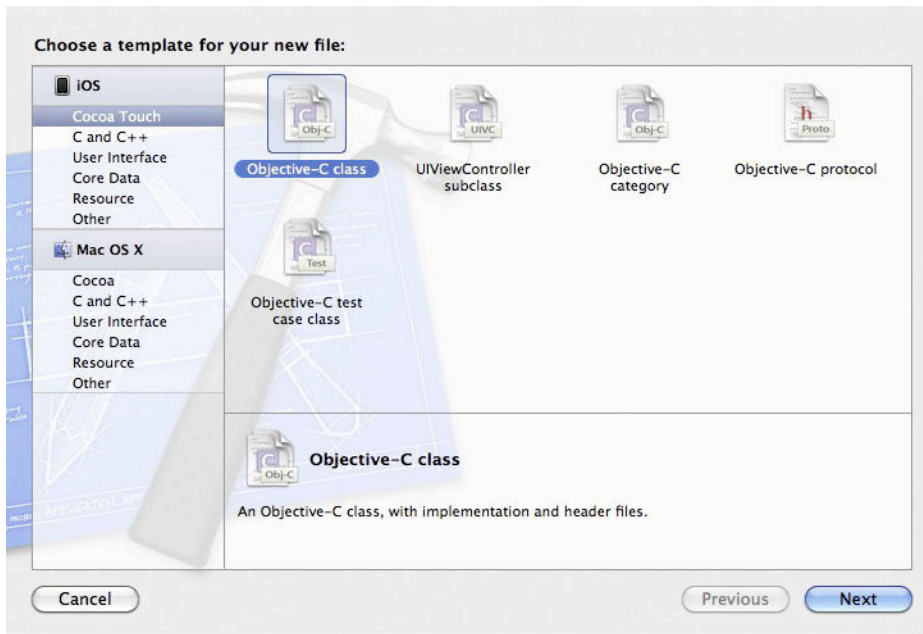 Choose a template for your new file:
iOS
Cocoa Touch
C and C++
User Interface
Core Data
Resource
Other
Mac OS X
Cocoa
C and C++
User Interface
Core Data
Resource
Other
Obj-C
Objective-C class
UIVC
UIViewController
subclass
Obj-C
Objective-C
category
h
Proto
Objective-C protocol
C
Test
Objective-C test
case class
C
Obj-C
Objective-C class
An Objective-C class, with implementation and header files.
Cancel
Previous
Next